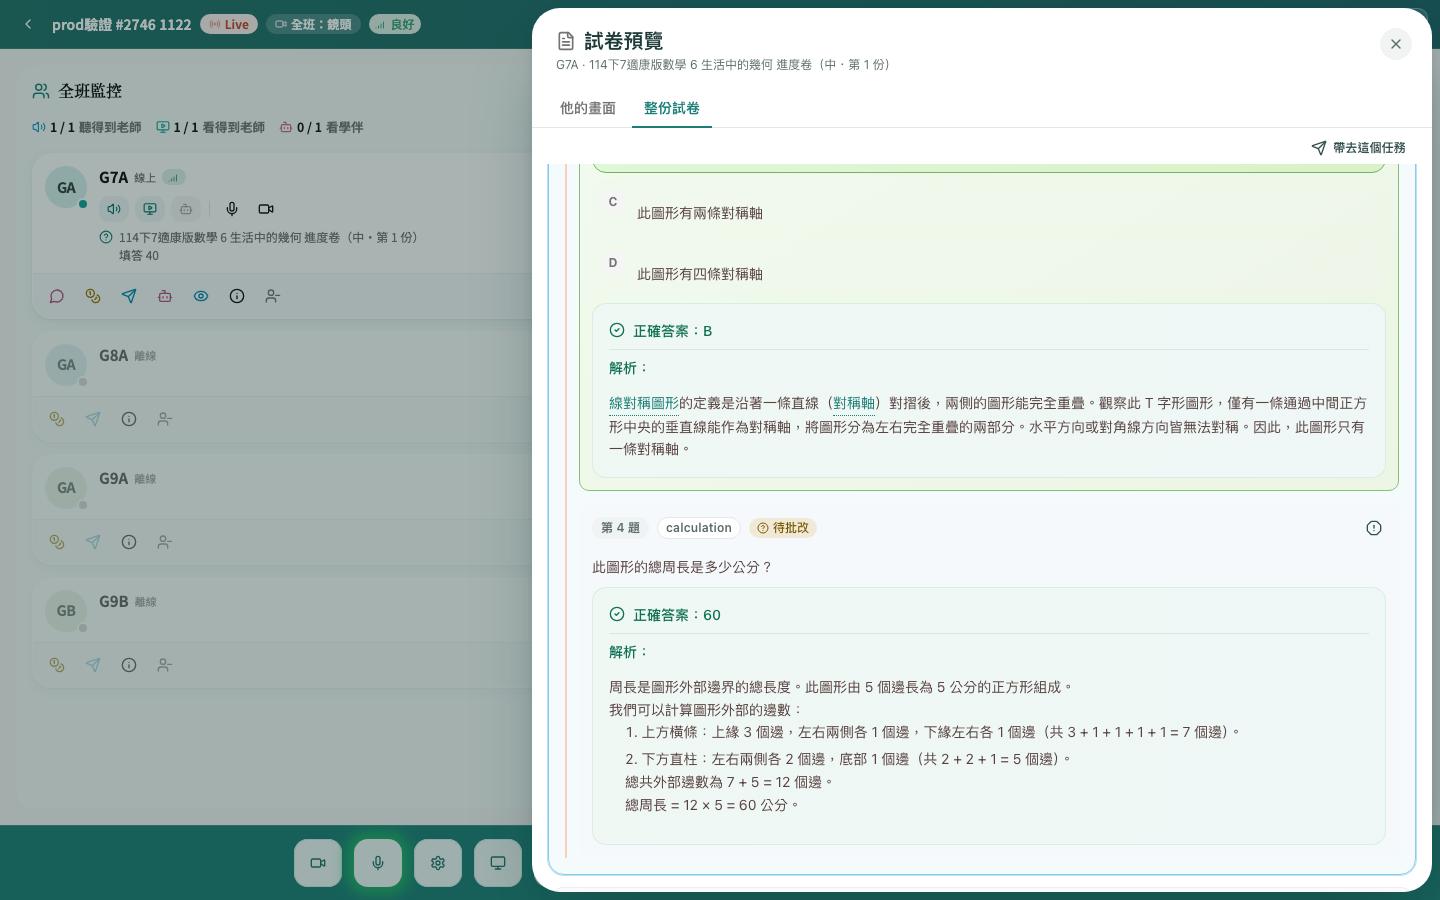 prod驗證 #2746 1122
Live
全班：鏡頭
良好
全班監控
1 / 1 聽得到老師
1 / 1 看得到老師
0 / 1 看學伴
GA
G7A 線上
114下7適康版數學 6 生活中的幾何 進度卷（中・第 1 份）
填答 40
GA
G8A 離線
GA
G9A 離線
GB
G9B 離線
試卷預覽
G7A · 114下7適康版數學 6 生活中的幾何 進度卷（中・第 1 份）
他的畫面
整份試卷
帶去這個任務
C
此圖形有兩條對稱軸
D
此圖形有四條對稱軸
正確答案：B
解析：
線對稱圖形的定義是沿著一條直線（對稱軸）對摺後，兩側的圖形能完全重疊。觀察此 T 字形圖形，僅有一條通過中間正方
形中央的垂直線能作為對稱軸，將圖形分為左右完全重疊的兩部分。水平方向或對角線方向皆無法對稱。因此，此圖形只有
一條對稱軸。
第 4 題
calculation
待批改
此圖形的總周長是多少公分？
正確答案：60
解析：
周長是圖形外部邊界的總長度。此圖形由 5 個邊長為 5 公分的正方形組成。
我們可以計算圖形外部的邊數：
1. 上方橫條：上緣 3 個邊，左右兩側各 1 個邊，下緣左右各 1 個邊（共 3 + 1 + 1 + 1 + 1 = 7 個邊）。
2. 下方直柱：左右兩側各 2 個邊，底部 1 個邊（共 2 + 2 + 1 = 5 個邊）。
總共外部邊數為 7 + 5 = 12 個邊。
總周長 = 12 × 5 = 60 公分。